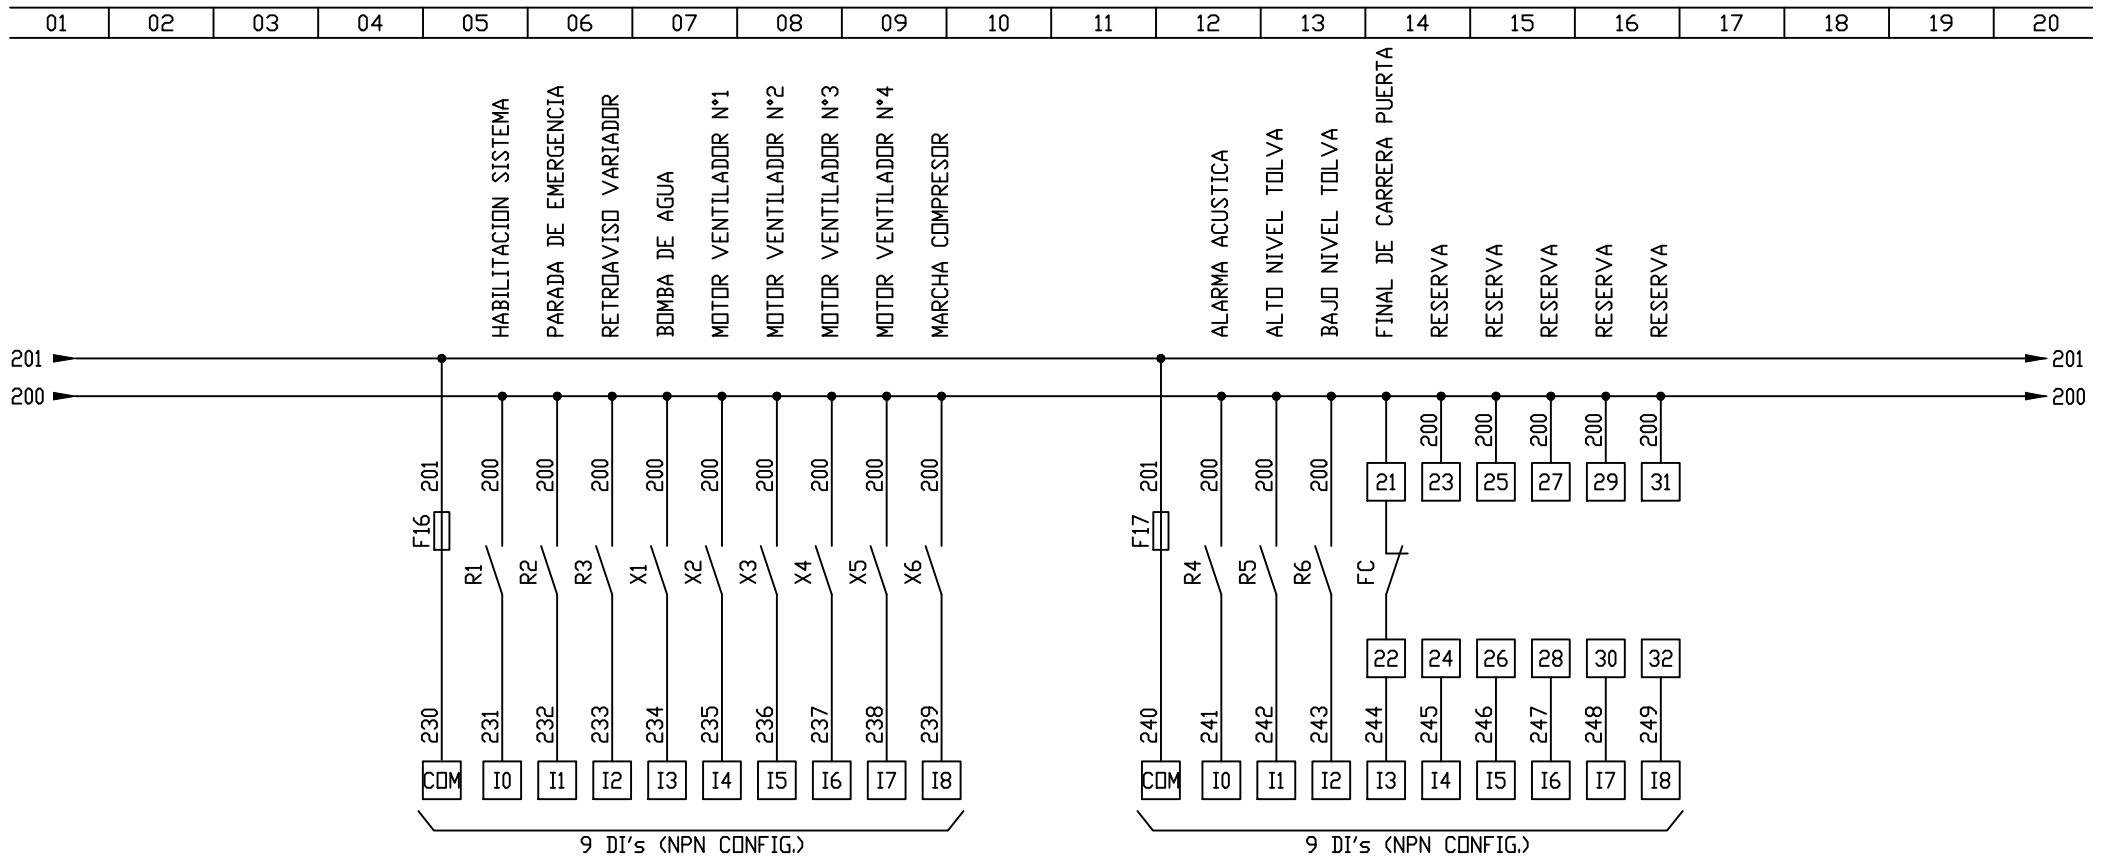 01 02 03 04 05 06 07 08 09 10 11 12 13 14 15 16 17 18 19 20
HABILITACION SISTEMA
PARADA DE EMERGENCIA
RETROAVISO VARIADOR
BOMBA DE AGUA
MOTOR VENTILADOR N°1
MOTOR VENTILADOR N°2
MOTOR VENTILADOR N°3
MOTOR VENTILADOR N°4
MARCHA COMPRESOR
ALARMA ACUSTICA
ALTO NIVEL TOLVA
BAJO NIVEL TOLVA
FINAL DE CARRERA PUERTA
RESERVA
RESERVA
RESERVA
RESERVA
RESERVA
201 201
200 200
200 200 200 200 200
201 200 200 200 200 200 200 200 200 200 201 200 200 200
21 23 25 27 29 31
F16 F17
R1 R2 R3 X1 X2 X3 X4 X5 X6 R4 R5 R6 FC
22 24 26 28 30 32
230 231 232 233 234 235 236 237 238 239 240 241 242 243 244 245 246 247 248 249
COM I0 I1 I2 I3 I4 I5 I6 I7 I8 COM I0 I1 I2 I3 I4 I5 I6 I7 I8
9 DI's (NPN CONFIG.) 9 DI's (NPN CONFIG.)